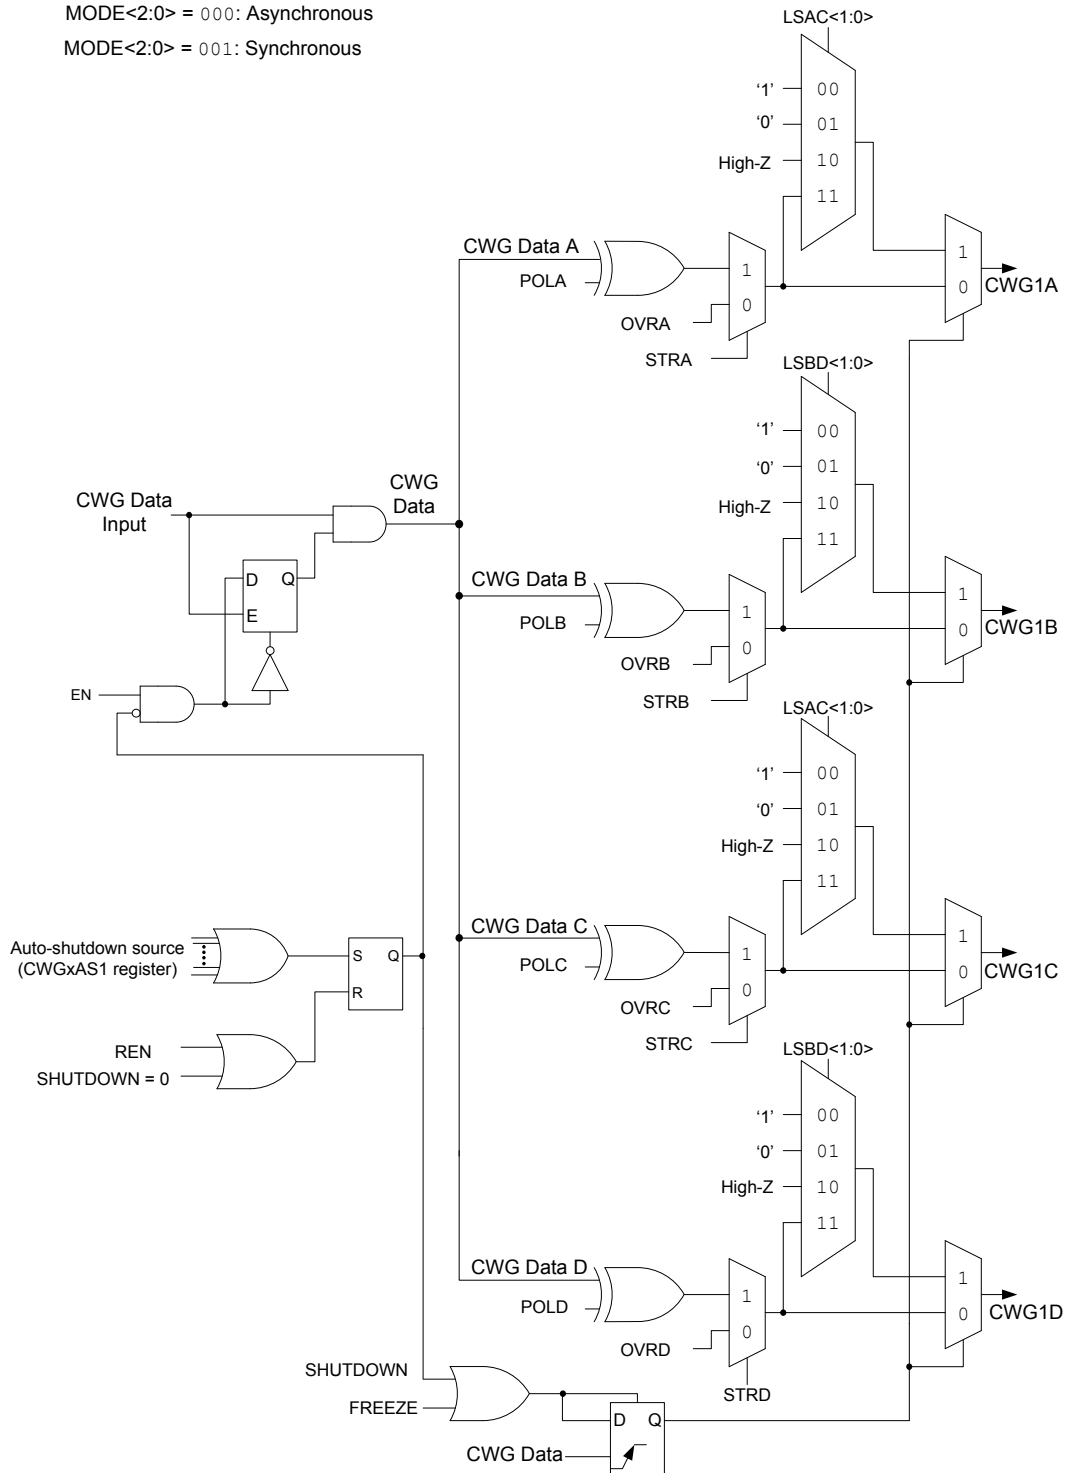 MODE<2:0> = 000: Asynchronous
MODE<2:0> = 001: Synchronous
LSAC<1:0>
'1' 00
'0' 01
High-Z 10
11
CWG Data A
POLA
1
0
OVRA
STRA
1
0
CWG1A
LSBD<1:0>
'1' 00
'0' 01
High-Z 10
11
CWG Data
Input
CWG
Data
D Q
E
EN
CWG Data B
POLB
1
0
OVRB
STRB
1
0
CWG1B
LSAC<1:0>
'1' 00
'0' 01
High-Z 10
11
CWG Data C
POLC
1
0
OVRC
STRC
1
0
CWG1C
Auto-shutdown source
(CWGxAS1 register)
S Q
R
REN
SHUTDOWN = 0
LSBD<1:0>
'1' 00
'0' 01
High-Z 10
11
CWG Data D
POLD
1
0
OVRD
STRD
1
0
CWG1D
SHUTDOWN
FREEZE
D Q
CWG Data